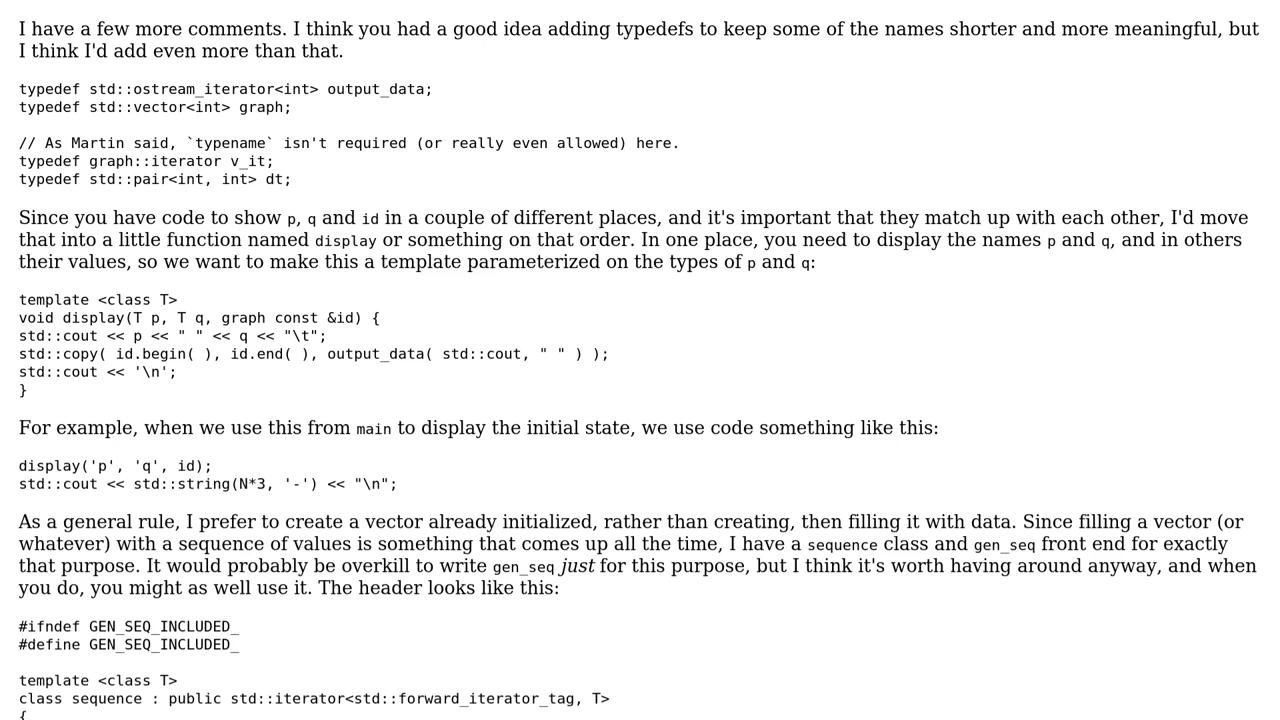 I have a few more comments. I think you had a good idea adding typedefs to keep some of the names shorter and more meaningful, but
I think I'd add even more than that.
typedef std::ostream_iterator<int> output_data;
typedef std::vector<int> graph;
// As Martin said, `typename` isn't required (or really even allowed) here.
typedef graph::iterator v_it;
typedef std::pair<int, int> dt;
Since you have code to show p, q and id in a couple of different places, and it's important that they match up with each other, I'd move
that into a little function named display or something on that order. In one place, you need to display the names p and q, and in others
their values, so we want to make this a template parameterized on the types of p and q:
template <class T>
void display(T p, T q, graph const &id) {
std::cout << p << " " << q << "\t";
std::copy( id.begin( ), id.end( ), output_data( std::cout, " " ) );
std::cout << '\n';
}
For example, when we use this from main to display the initial state, we use code something like this:
display('p', 'q', id);
std::cout << std::string(N*3, '-') << "\n";
As a general rule, I prefer to create a vector already initialized, rather than creating, then filling it with data. Since filling a vector (or
whatever) with a sequence of values is something that comes up all the time, I have a sequence class and gen_seq front end for exactly
that purpose. It would probably be overkill to write gen_seq just for this purpose, but I think it's worth having around anyway, and when
you do, you might as well use it. The header looks like this:
#ifndef GEN_SEQ_INCLUDED_
#define GEN_SEQ_INCLUDED_
template <class T>
class sequence : public std::iterator<std::forward_iterator_tag, T>
{